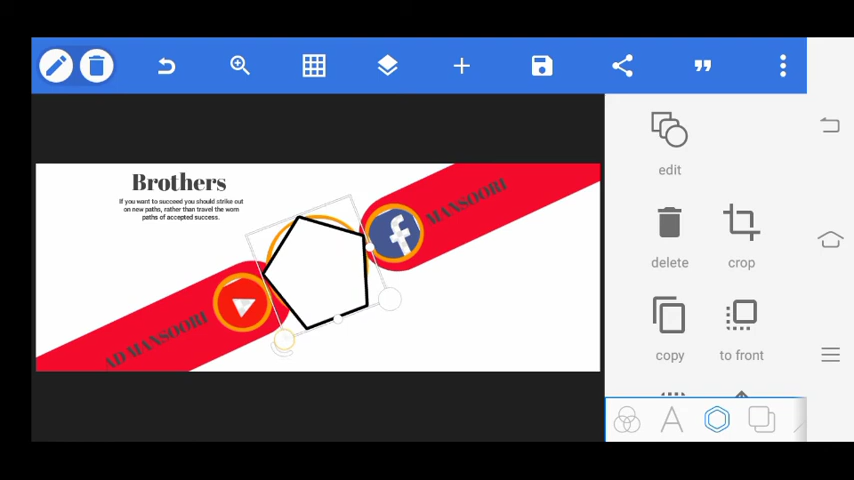 Brothers
If you want to succeed you should strike out
on new paths, rather than travel the worn
paths of accepted success.
MANSOORI
AD MANSOORI
edit
delete
crop
copy
to front